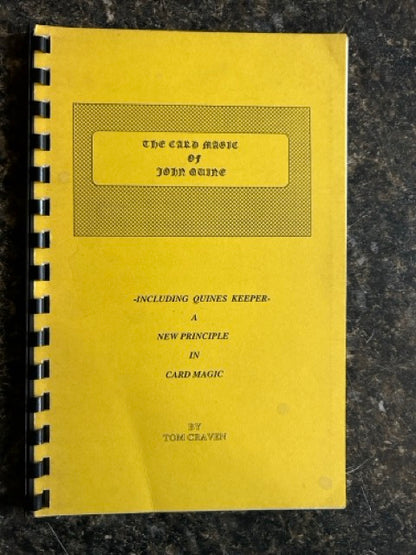 THE CARD MAGIC
OF
JOHN QUINE
-INCLUDING QUINES KEEPER-
A
NEW PRINCIPLE
IN
CARD MAGIC
BY
TOM CRAVEN